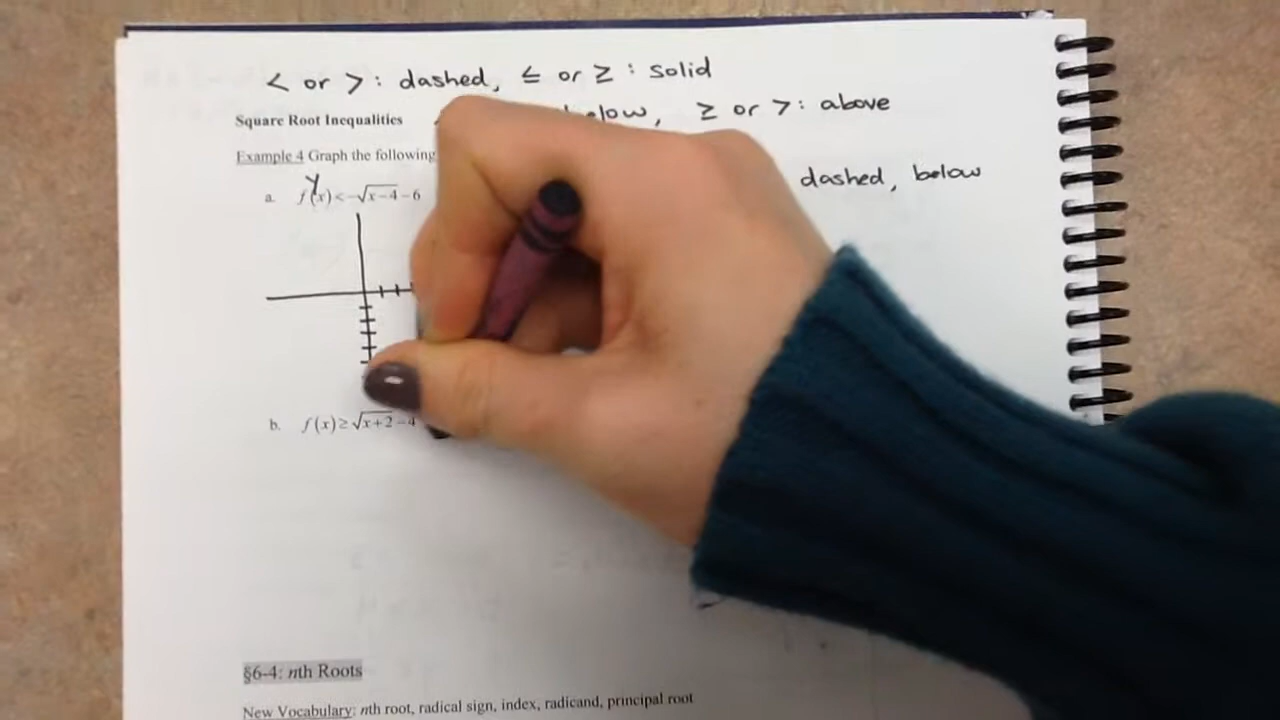 < or > : dashed, ≤ or ≥ : solid
below, ≥ or > : above
Square Root Inequalities
Example 4 Graph the following
dashed, below
y
a. f(x) < -√x-4 - 6
b. f(x) ≥ √x+2 - 4
§6-4: nth Roots
New Vocabulary: nth root, radical sign, index, radicand, principal root